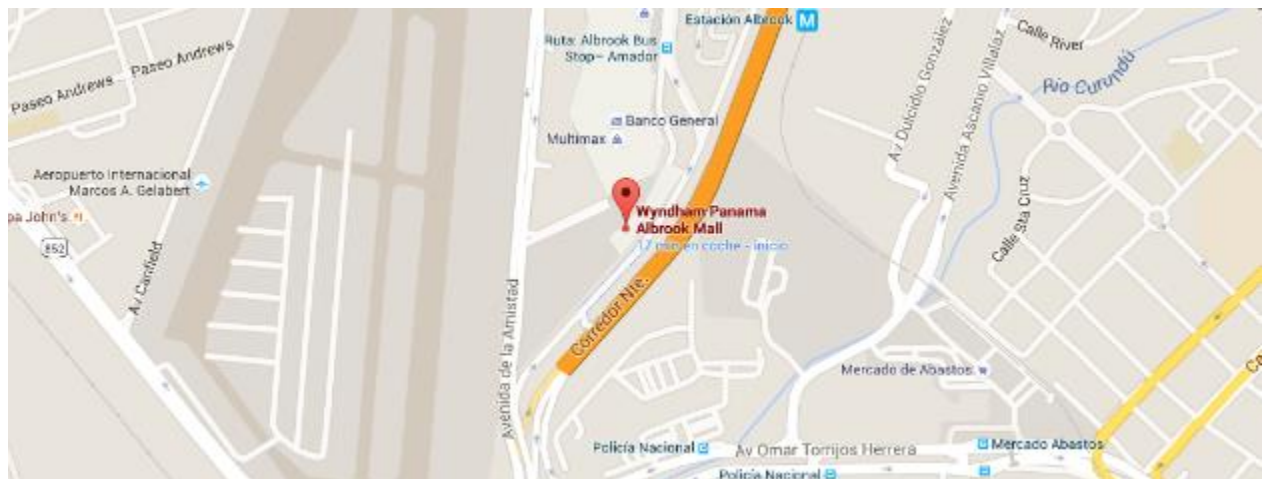 Estación Albrook M
Ruta: Albrook Bus
Stop– Amador
Banco General
Multimax
Paseo Andrews
Paseo Andrews
Aeropuerto Internacional
Marcos A. Gelabert
pa John's
852
Av Canfield
Avenida de la Amistad
Wyndham Panama
Albrook Mall
17 min en coche - inicio
Corredor Nte.
Av Dulcidio González
Avenida Ascanio Villalaz
Calle River
Río Curundú
Calle Sta Cruz
Mercado de Abastos
Ca
Policía Nacional
Av Omar Torrijos Herrera
Mercado Abastos
Policía Nacional